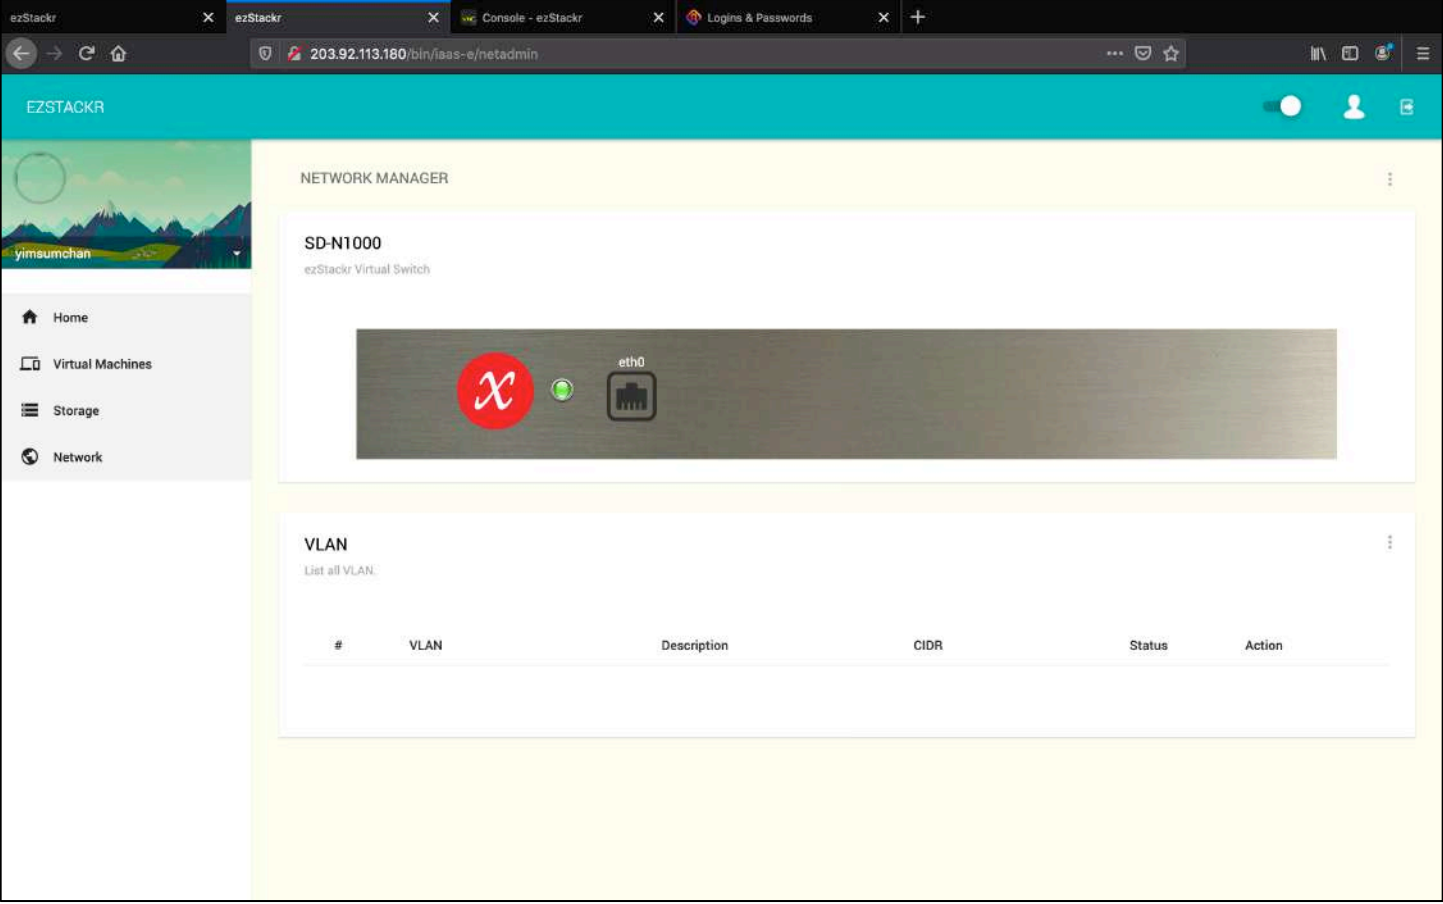 ezStackr
ezStackr
Console - ezStackr
Logins & Passwords
203.92.113.180/bin/iaas-e/netadmin
EZSTACKR
yimsumchan
Home
Virtual Machines
Storage
Network
NETWORK MANAGER
SD-N1000
ezStackr Virtual Switch
x
eth0
VLAN
List all VLAN.
# VLAN Description CIDR Status Action